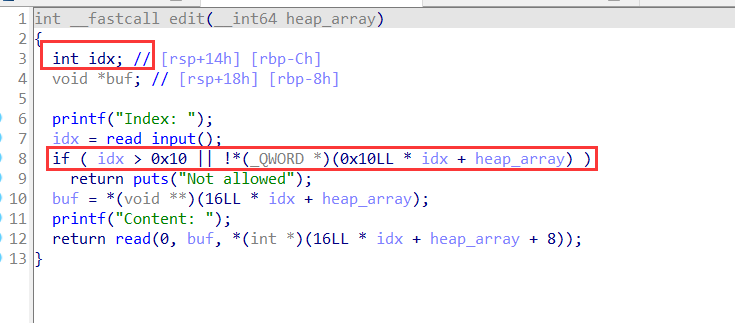 1 int __fastcall edit(__int64 heap_array)
2 {
3 int idx; // [rsp+14h] [rbp-Ch]
4 void *buf; // [rsp+18h] [rbp-8h]
5
6 printf("Index: ");
7 idx = read_input();
8 if ( idx > 0x10 || !*(_QWORD *)(0x10LL * idx + heap_array) )
9 return puts("Not allowed");
10 buf = *(void **)(16LL * idx + heap_array);
11 printf("Content: ");
12 return read(0, buf, *(int *)(16LL * idx + heap_array + 8));
13 }